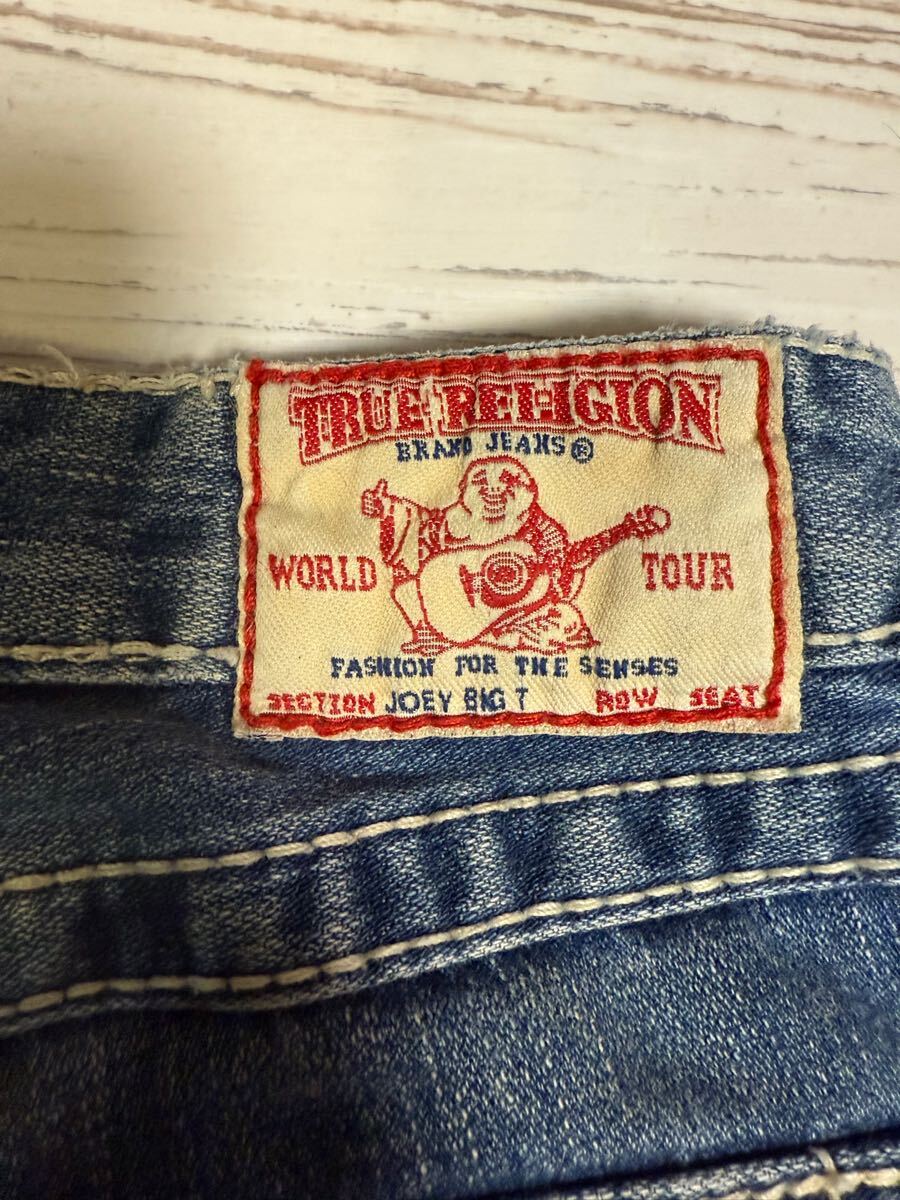 TRUE RELIGION
BRAND JEANS®
WORLD TOUR
FASHION FOR THE SENSES
SECTION JOEY BIG T ROW SEAT